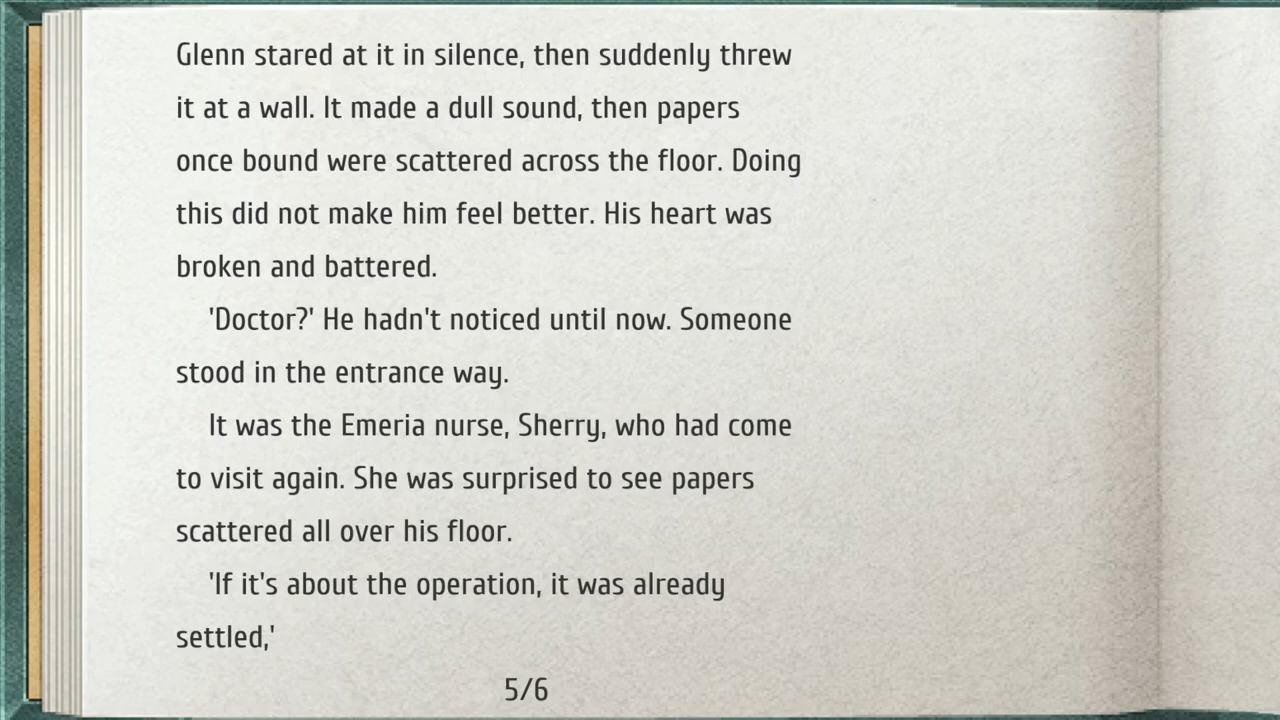 Glenn stared at it in silence, then suddenly threw
it at a wall. It made a dull sound, then papers
once bound were scattered across the floor. Doing
this did not make him feel better. His heart was
broken and battered.
'Doctor?' He hadn't noticed until now. Someone
stood in the entrance way.
It was the Emeria nurse, Sherry, who had come
to visit again. She was surprised to see papers
scattered all over his floor.
'If it's about the operation, it was already
settled,'
5/6